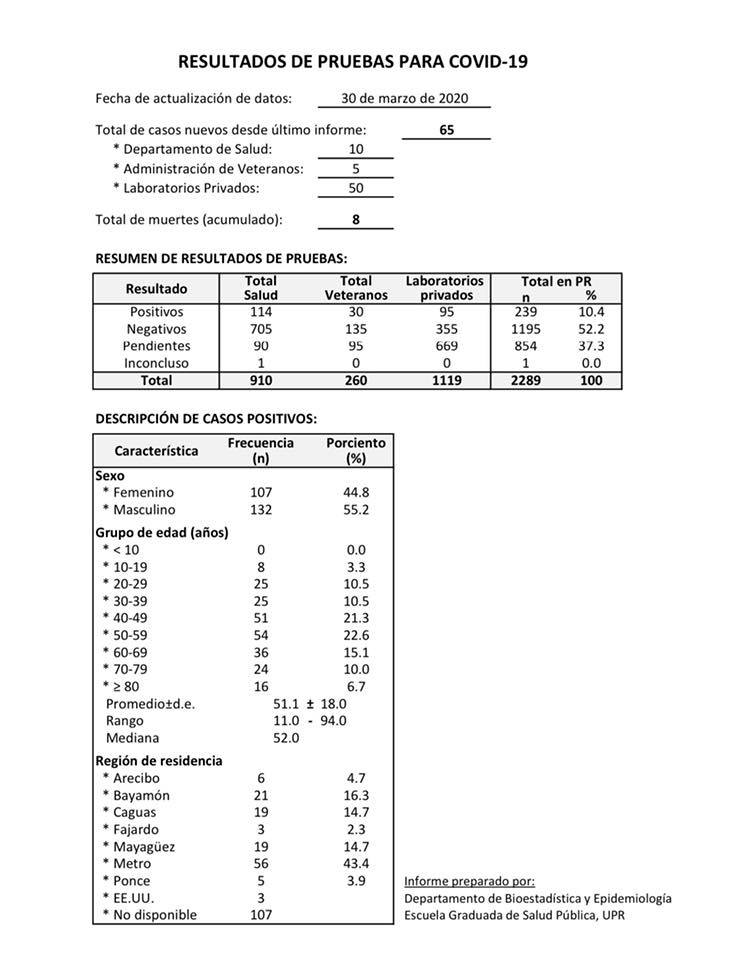 RESULTADOS DE PRUEBAS PARA COVID-19
Fecha de actualización de datos: 30 de marzo de 2020
Total de casos nuevos desde último informe: 65
* Departamento de Salud: 10
* Administración de Veteranos: 5
* Laboratorios Privados: 50
Total de muertes (acumulado): 8
RESUMEN DE RESULTADOS DE PRUEBAS:
Resultado Total Salud Total Veteranos Laboratorios privados Total en PR n %
Positivos 114 30 95 239 10.4
Negativos 705 135 355 1195 52.2
Pendientes 90 95 669 854 37.3
Inconcluso 1 0 0 1 0.0
Total 910 260 1119 2289 100
DESCRIPCIÓN DE CASOS POSITIVOS:
Característica Frecuencia (n) Porciento (%)
Sexo
* Femenino 107 44.8
* Masculino 132 55.2
Grupo de edad (años)
* < 10 0 0.0
* 10-19 8 3.3
* 20-29 25 10.5
* 30-39 25 10.5
* 40-49 51 21.3
* 50-59 54 22.6
* 60-69 36 15.1
* 70-79 24 10.0
* ≥ 80 16 6.7
Promedio±d.e. 51.1 ± 18.0
Rango 11.0 - 94.0
Mediana 52.0
Región de residencia
* Arecibo 6 4.7
* Bayamón 21 16.3
* Caguas 19 14.7
* Fajardo 3 2.3
* Mayagüez 19 14.7
* Metro 56 43.4
* Ponce 5 3.9
* EE.UU. 3
* No disponible 107
Informe preparado por:
Departamento de Bioestadística y Epidemiología
Escuela Graduada de Salud Pública, UPR